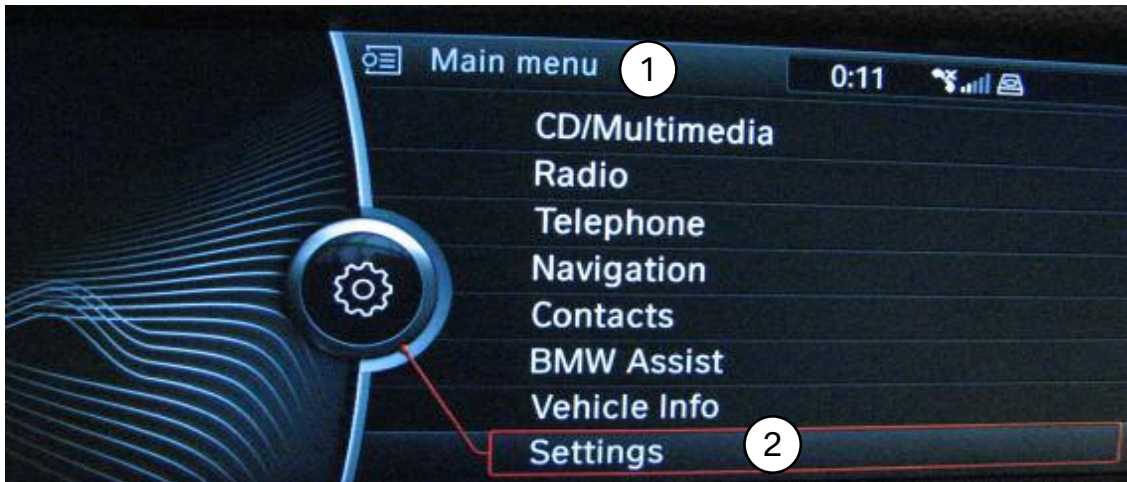 Main menu 1 0:11
CD/Multimedia
Radio
Telephone
Navigation
Contacts
BMW Assist
Vehicle Info
Settings 2